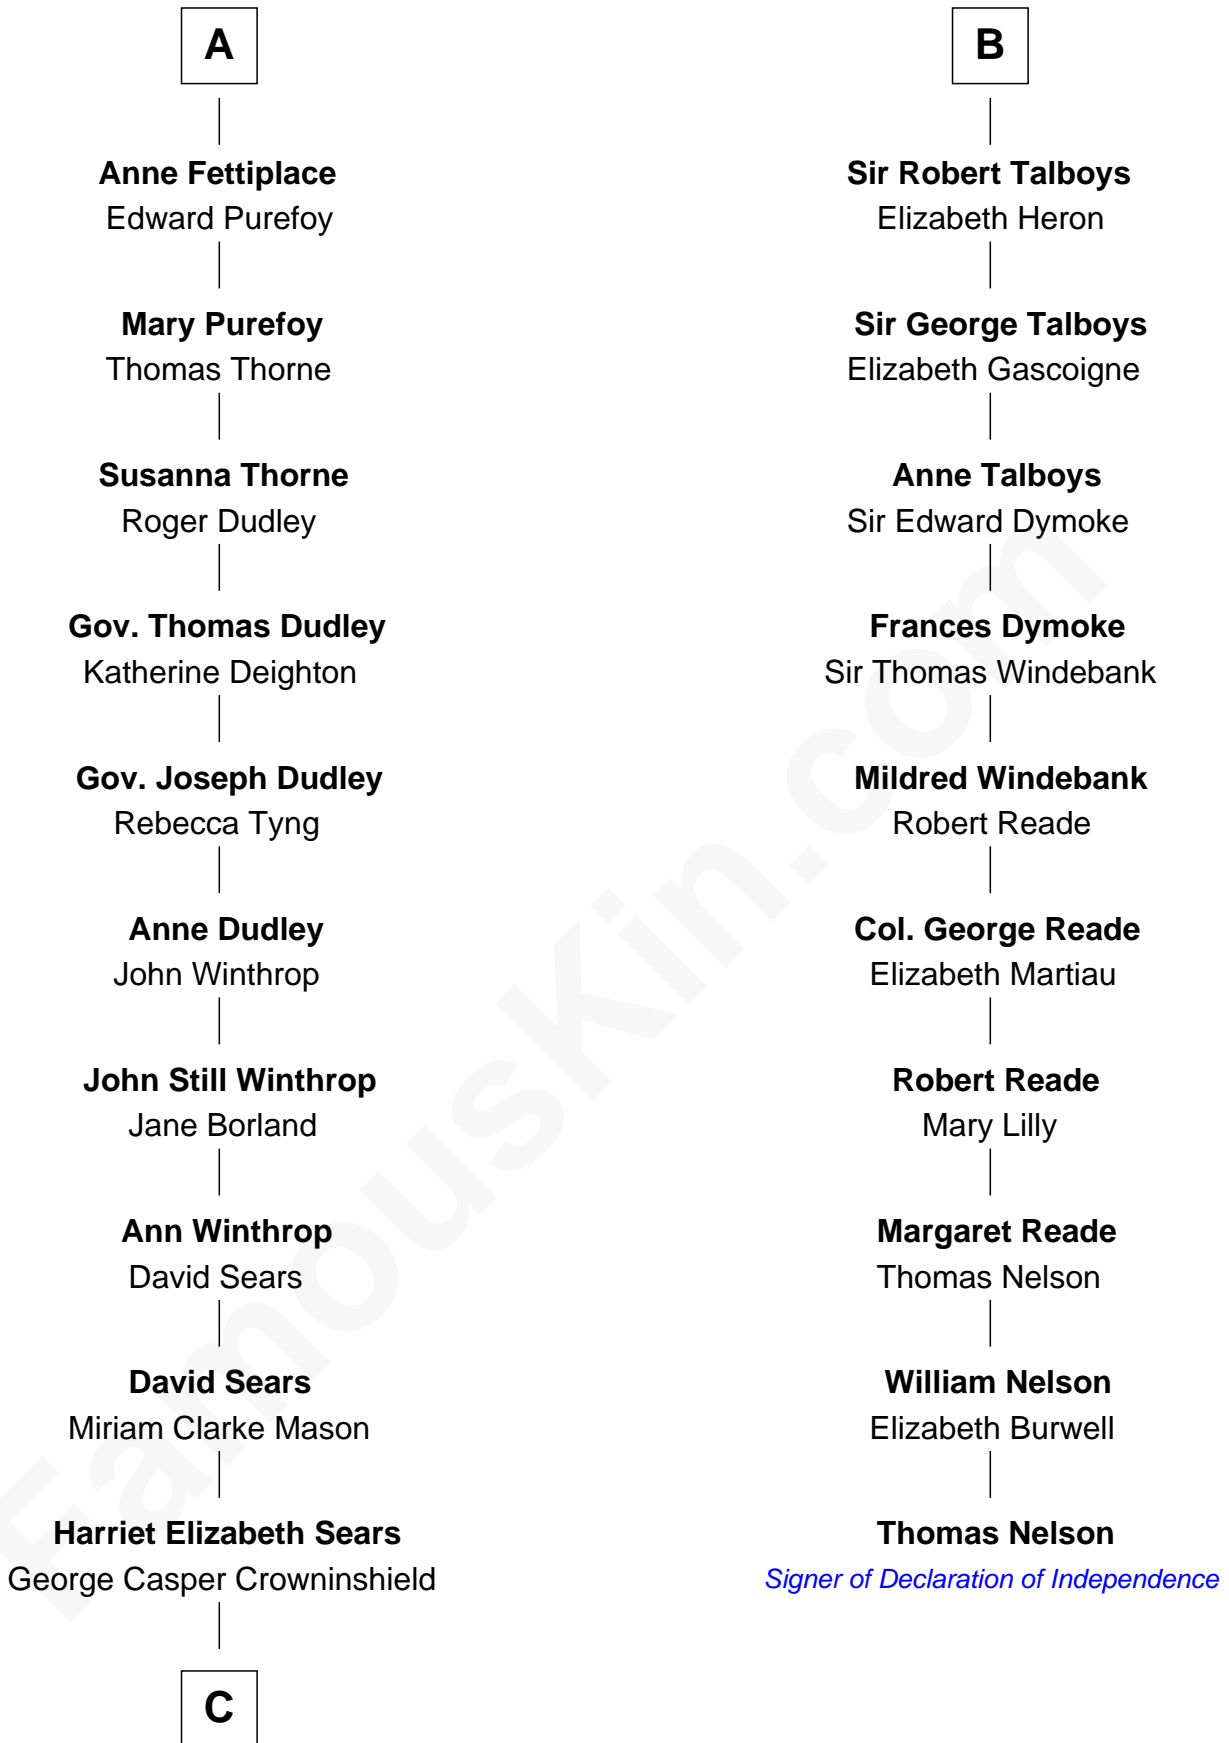 A
Anne Fettiplace
Edward Purefoy
Mary Purefoy
Thomas Thorne
Susanna Thorne
Roger Dudley
Gov. Thomas Dudley
Katherine Deighton
Gov. Joseph Dudley
Rebecca Tyng
Anne Dudley
John Winthrop
John Still Winthrop
Jane Borland
Ann Winthrop
David Sears
David Sears
Miriam Clarke Mason
Harriet Elizabeth Sears
George Casper Crowninshield
C
B
Sir Robert Talboys
Elizabeth Heron
Sir George Talboys
Elizabeth Gascoigne
Anne Talboys
Sir Edward Dymoke
Frances Dymoke
Sir Thomas Windebank
Mildred Windebank
Robert Reade
Col. George Reade
Elizabeth Martiau
Robert Reade
Mary Lilly
Margaret Reade
Thomas Nelson
William Nelson
Elizabeth Burwell
Thomas Nelson
Signer of Declaration of Independence
FamousKin.com